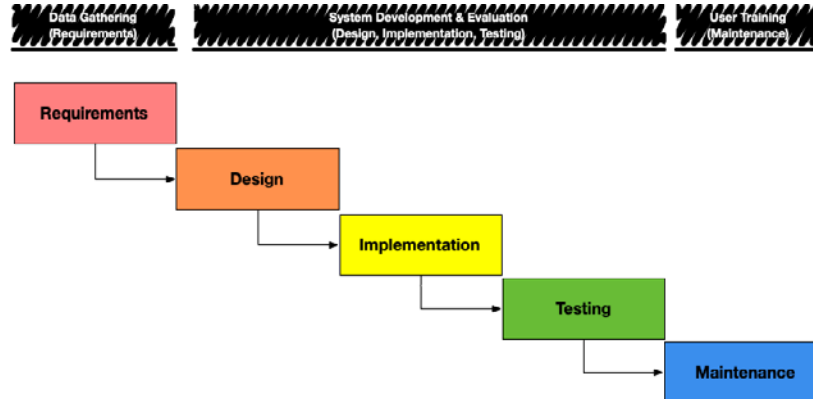 Data Gathering
(Requirements)
System Development & Evaluation
(Design, Implementation, Testing)
User Training
(Maintenance)
Requirements
Design
Implementation
Testing
Maintenance